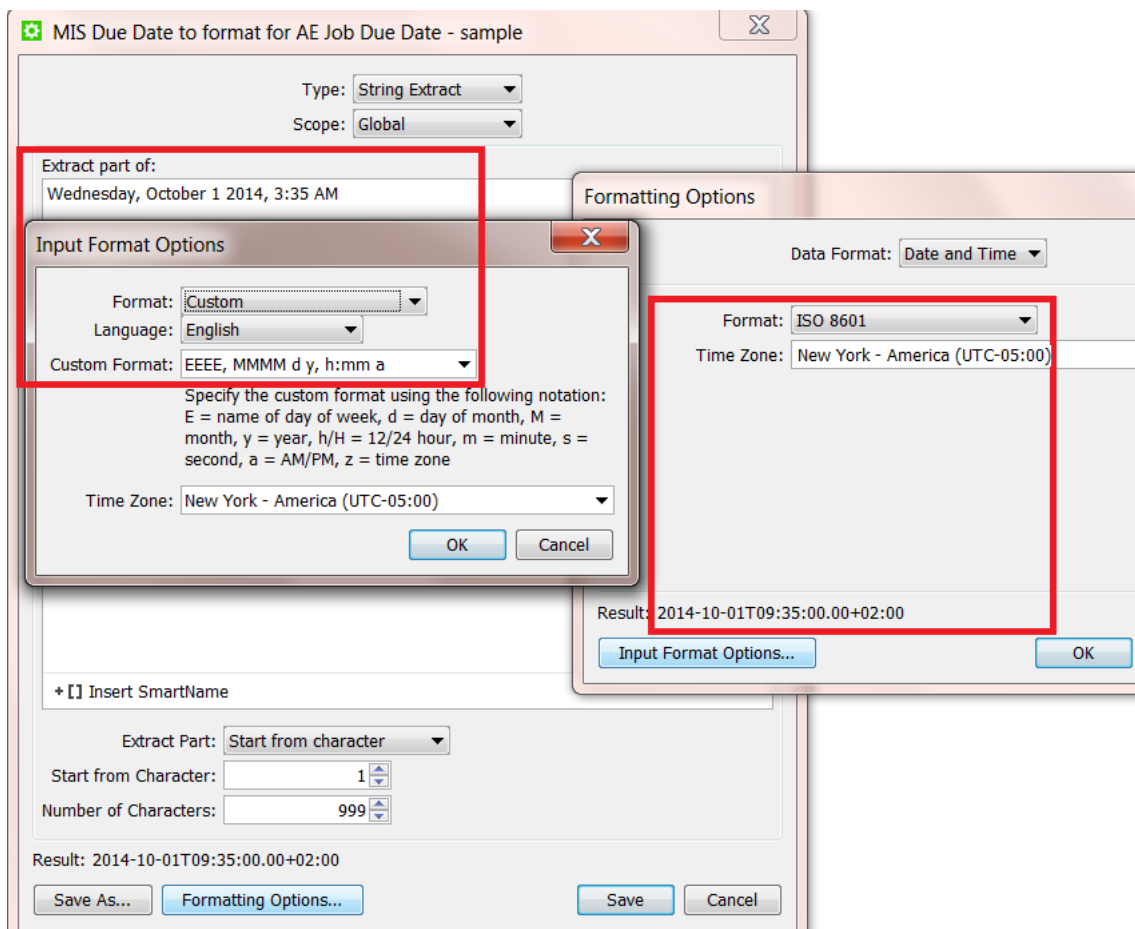 MIS Due Date to format for AE Job Due Date - sample
Type: String Extract
Scope: Global
Extract part of:
Wednesday, October 1 2014, 3:35 AM
Input Format Options
Format: Custom
Language: English
Custom Format: EEEE, MMMM d y, h:mm a
Specify the custom format using the following notation:
E = name of day of week, d = day of month, M =
month, y = year, h/H = 12/24 hour, m = minute, s =
second, a = AM/PM, z = time zone
Time Zone: New York - America (UTC-05:00)
OK Cancel
Formatting Options
Data Format: Date and Time
Format: ISO 8601
Time Zone: New York - America (UTC-05:00)
Result: 2014-10-01T09:35:00.00+02:00
Input Format Options... OK
+ [] Insert SmartName
Extract Part: Start from character
Start from Character: 1
Number of Characters: 999
Result: 2014-10-01T09:35:00.00+02:00
Save As... Formatting Options... Save Cancel